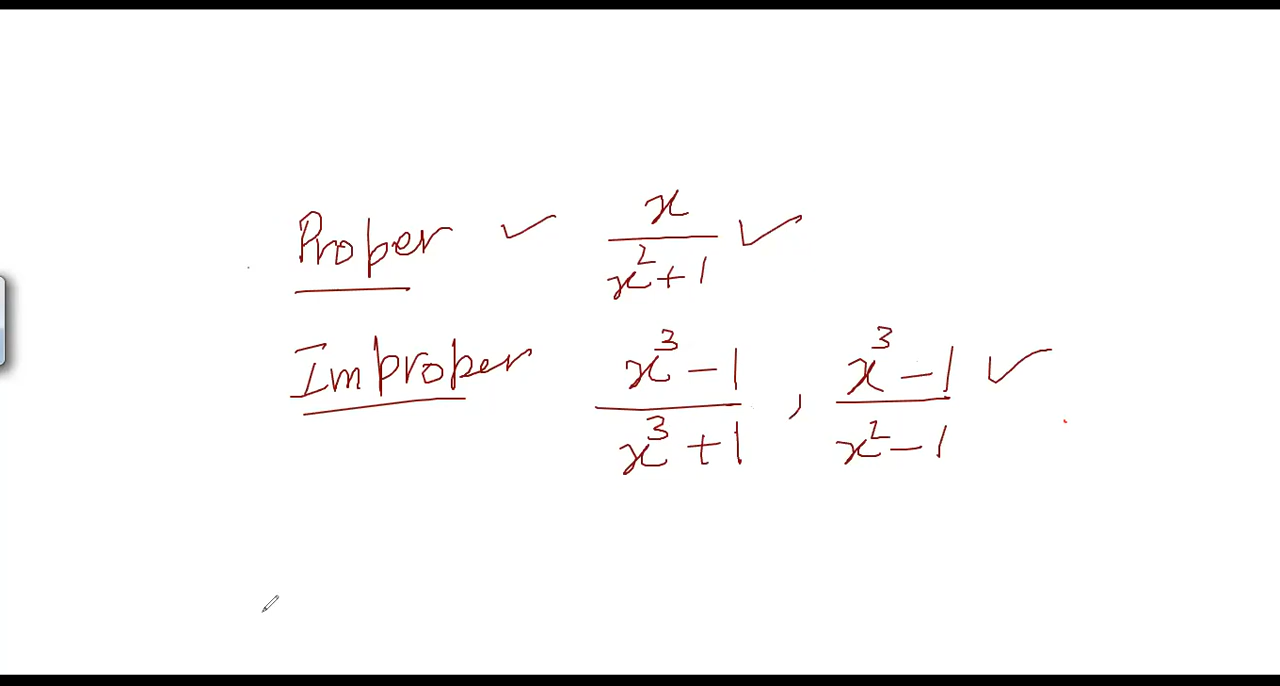 Proper ✓ x/(x²+1) ✓
Improper (x³-1)/(x³+1) , (x³-1)/(x²-1) ✓